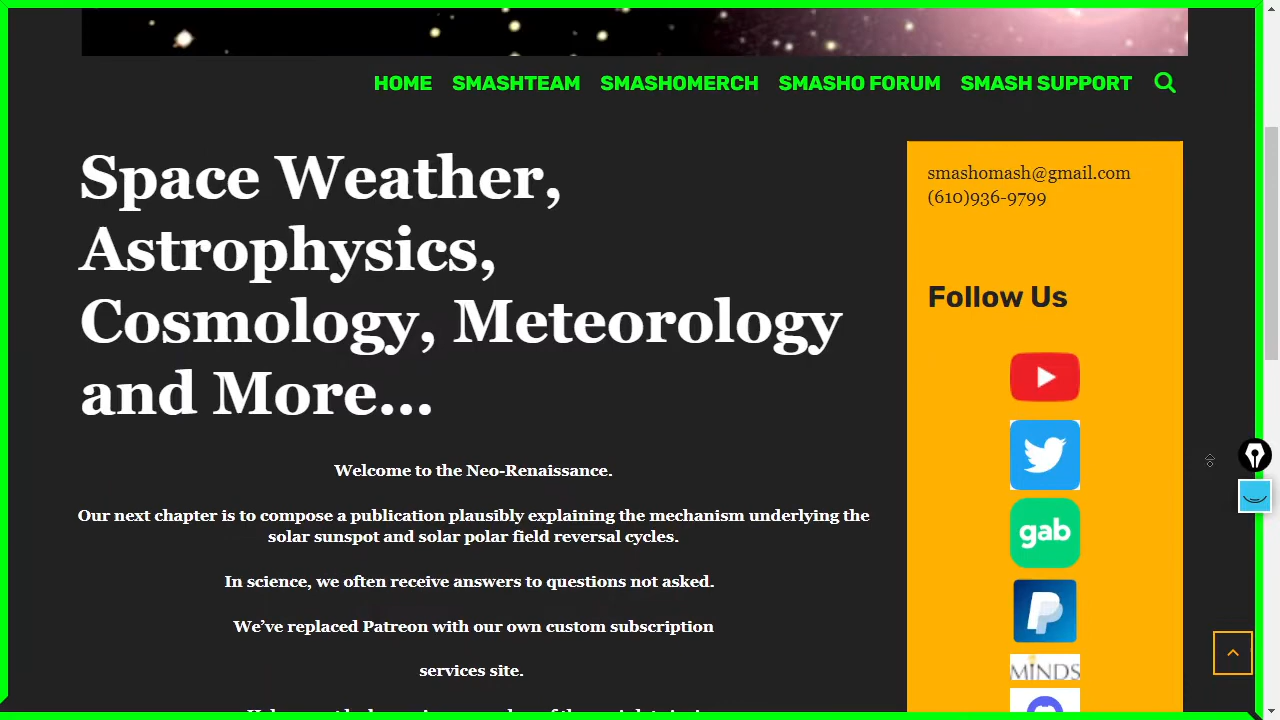 HOME SMASHTEAM SMASHOMERCH SMASHO FORUM SMASH SUPPORT
Space Weather,
Astrophysics,
Cosmology, Meteorology
and More...
Welcome to the Neo-Renaissance.
Our next chapter is to compose a publication plausibly explaining the mechanism underlying the
solar sunspot and solar polar field reversal cycles.
In science, we often receive answers to questions not asked.
We've replaced Patreon with our own custom subscription
services site.
smashomash@gmail.com
(610)936-9799
Follow Us
gab
MINDS